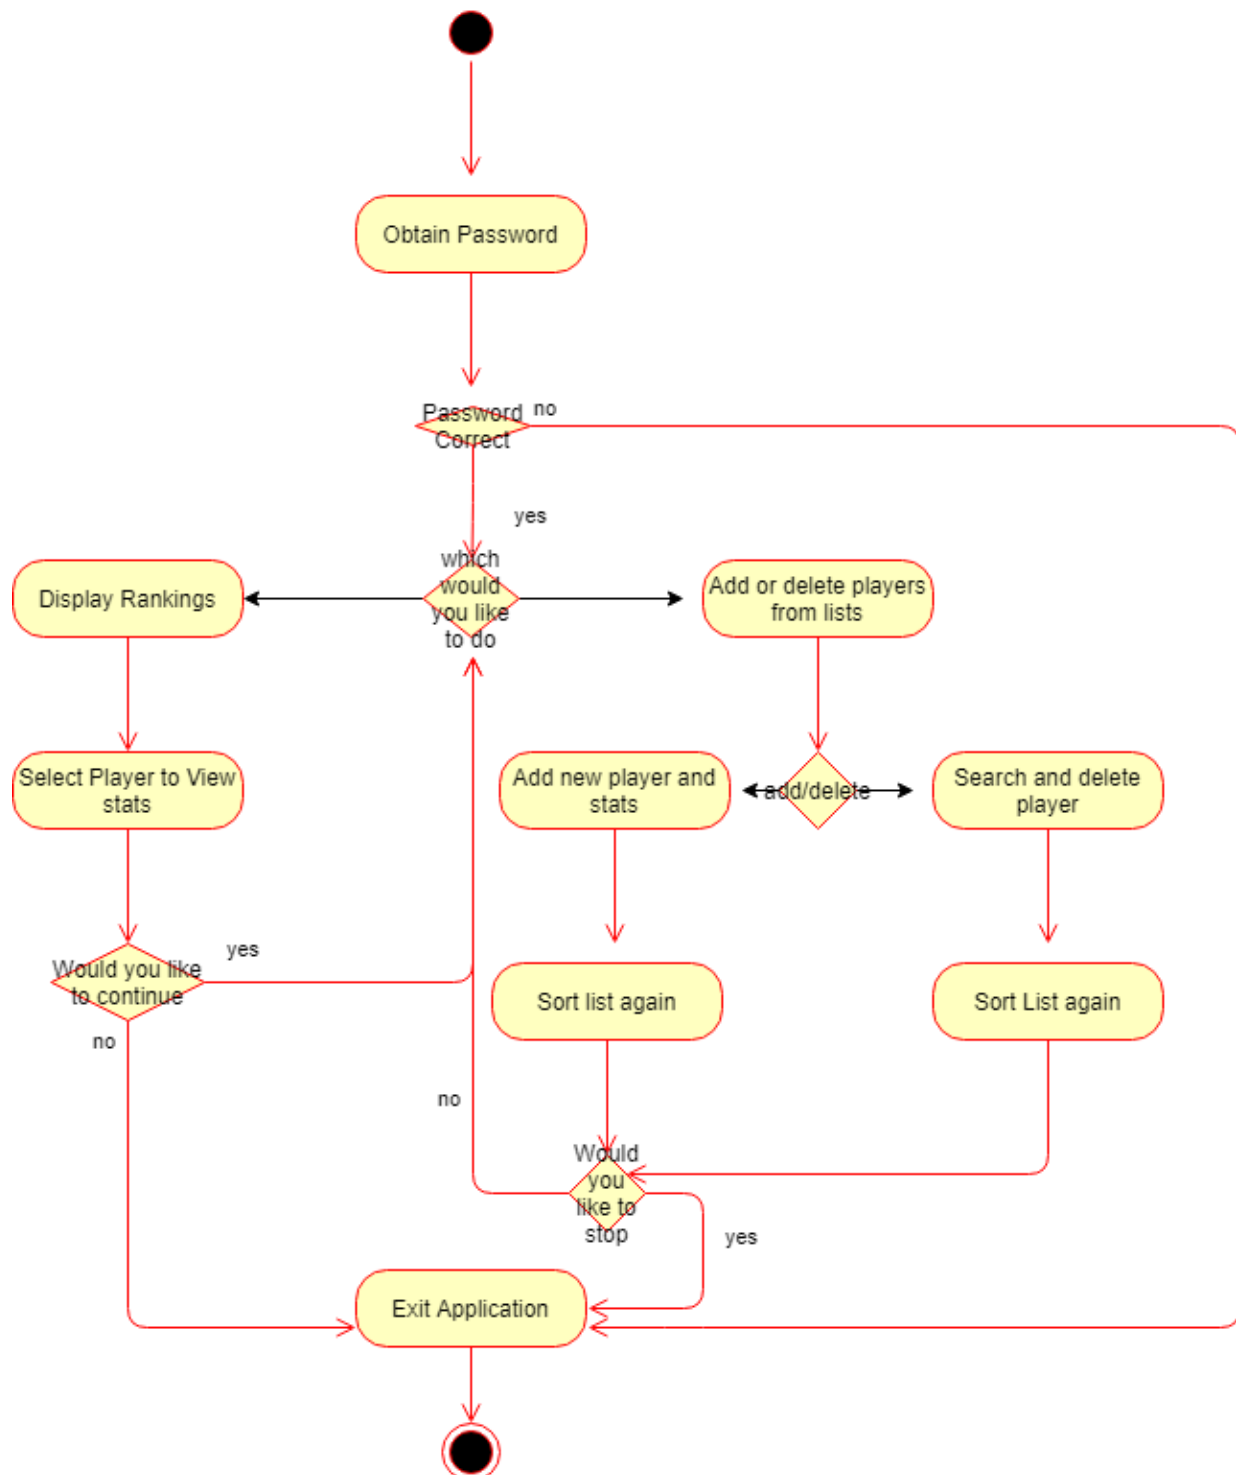 Obtain Password
Password
Correct
no
yes
which
would
you like
to do
Display Rankings
Add or delete players
from lists
Select Player to View
stats
Add new player and
stats
add/delete
Search and delete
player
Would you like
to continue
yes
no
Sort list again
Sort List again
no
Would
you
like to
stop
yes
Exit Application